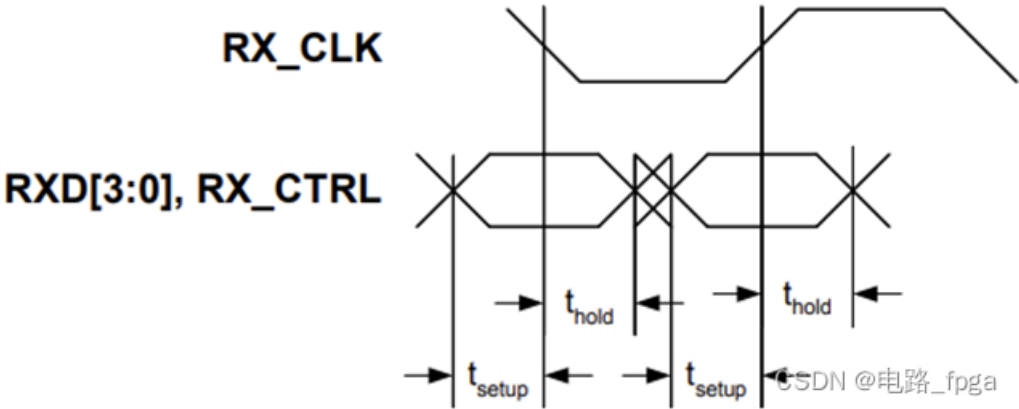 RX_CLK
RXD[3:0], RX_CTRL
thold
thold
tsetup
tsetup
CSDN @电路_fpga